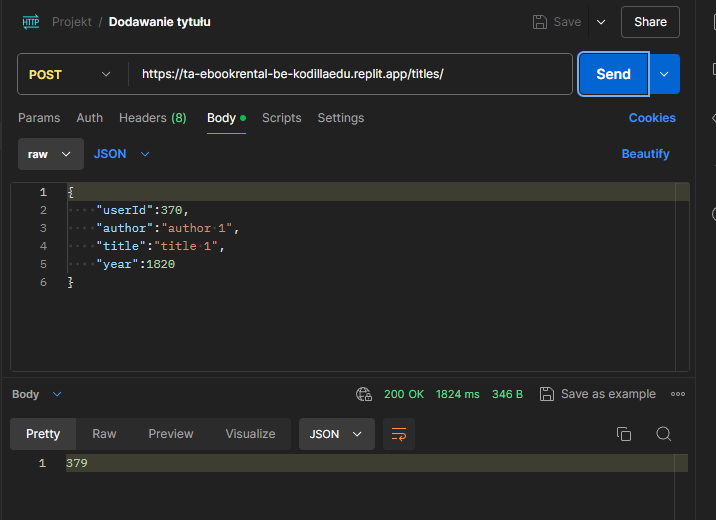 HTTP Projekt / Dodawanie tytułu Save Share
POST https://ta-ebookrental-be-kodillaedu.replit.app/titles/ Send
Params Auth Headers (8) Body Scripts Settings Cookies
raw JSON Beautify
1 {
2 ····"userId":370,
3 ····"author":"author·1",
4 ····"title":"title·1",
5 ····"year":1820
6 }
Body 200 OK 1824 ms 346 B Save as example
Pretty Raw Preview Visualize JSON
1 379